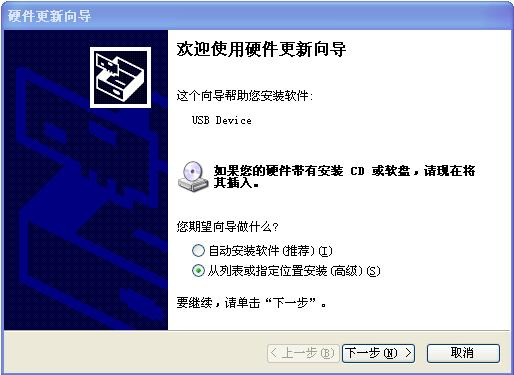 硬件更新向导
欢迎使用硬件更新向导
这个向导帮助您安装软件:
USB Device
如果您的硬件带有安装 CD 或软盘，请现在将
其插入。
您期望向导做什么?
自动安装软件(推荐)(I)
从列表或指定位置安装(高级)(S)
要继续，请单击“下一步”。
< 上一步(B)
下一步(N) >
取消